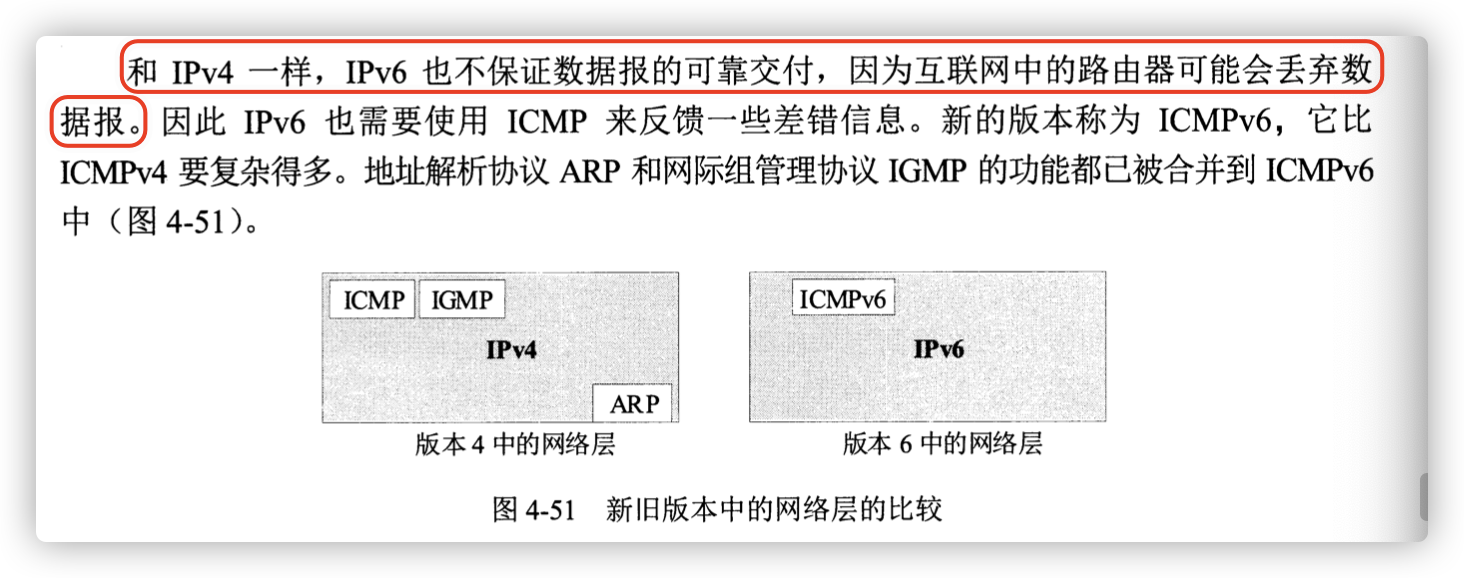 和 IPv4 一样，IPv6 也不保证数据报的可靠交付，因为互联网中的路由器可能会丢弃数
据报。因此 IPv6 也需要使用 ICMP 来反馈一些差错信息。新的版本称为 ICMPv6，它比
ICMPv4 要复杂得多。地址解析协议 ARP 和网际组管理协议 IGMP 的功能都已被合并到 ICMPv6
中（图 4-51）。
ICMP IGMP
IPv4
ARP
版本 4 中的网络层
ICMPv6
IPv6
版本 6 中的网络层
图 4-51 新旧版本中的网络层的比较